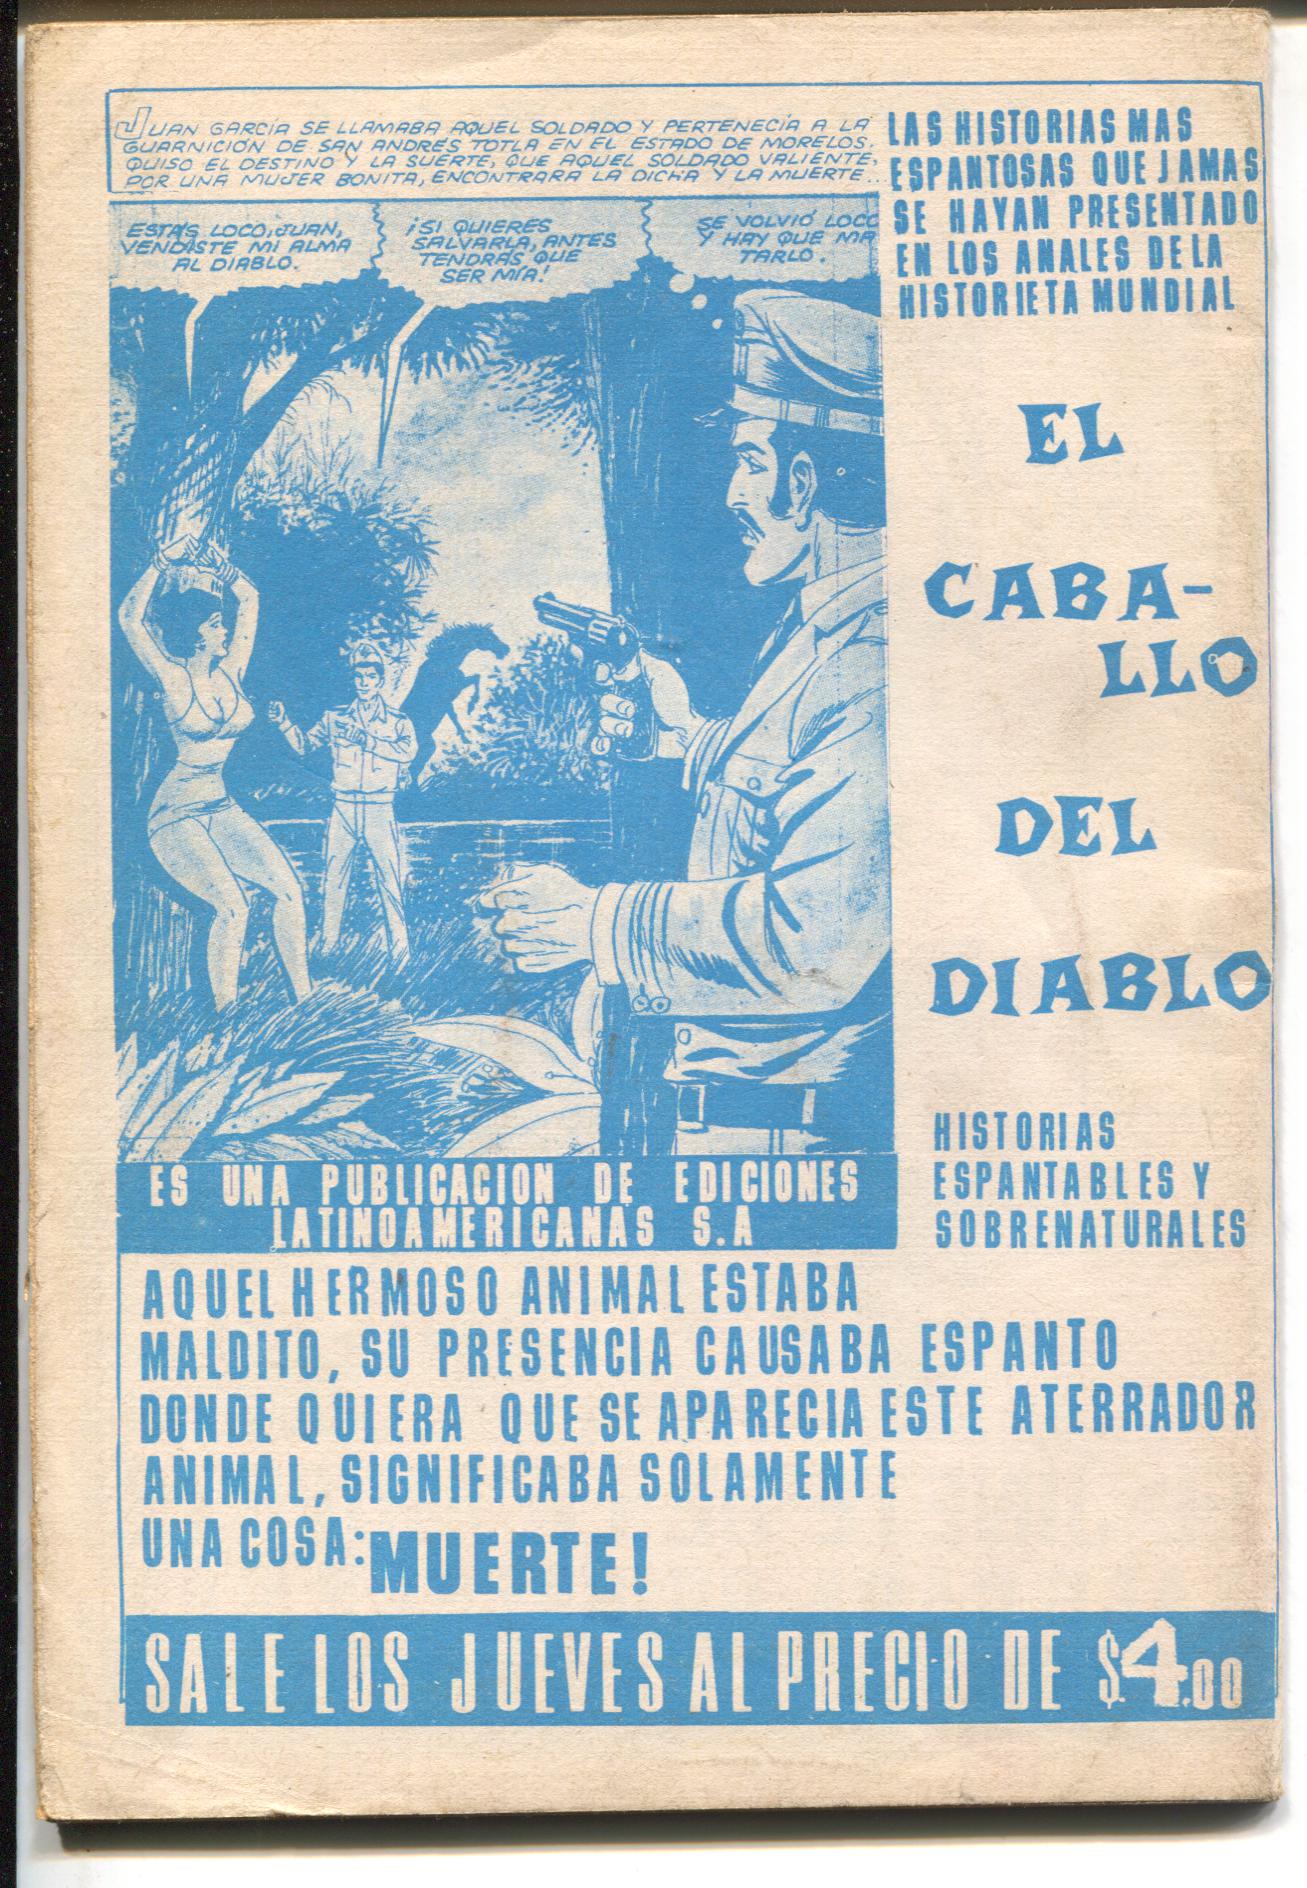 JUAN GARCÍA SE LLAMABA AQUEL SOLDADO Y PERTENECÍA A LA
GUARNICIÓN DE SAN ANDRÉS TOTLA EN EL ESTADO DE MORELOS.
QUISO EL DESTINO Y LA SUERTE, QUE AQUEL SOLDADO VALIENTE,
POR UNA MUJER BONITA, ENCONTRARA LA DICHA Y LA MUERTE...
ESTÁS LOCO, JUAN,
VENDISTE MI ALMA
AL DIABLO.
¡SI QUIERES
SALVARLA, ANTES
TENDRÁS QUE
SER MÍA!
SE VOLVIÓ LOCO
Y HAY QUE MA
TARLO.
LAS HISTORIAS MAS
ESPANTOSAS QUE JAMAS
SE HAYAN PRESENTADO
EN LOS ANALES DE LA
HISTORIETA MUNDIAL
EL
CABA-
LLO
DEL
DIABLO
HISTORIAS
ESPANTABLES Y
SOBRENATURALES
ES UNA PUBLICACION DE EDICIONES
LATINOAMERICANAS S.A
AQUEL HERMOSO ANIMAL ESTABA
MALDITO, SU PRESENCIA CAUSABA ESPANTO
DONDE QUIERA QUE SE APARECIA ESTE ATERRADOR
ANIMAL, SIGNIFICABA SOLAMENTE
UNA COSA: MUERTE!
SALE LOS JUEVES AL PRECIO DE $4.00